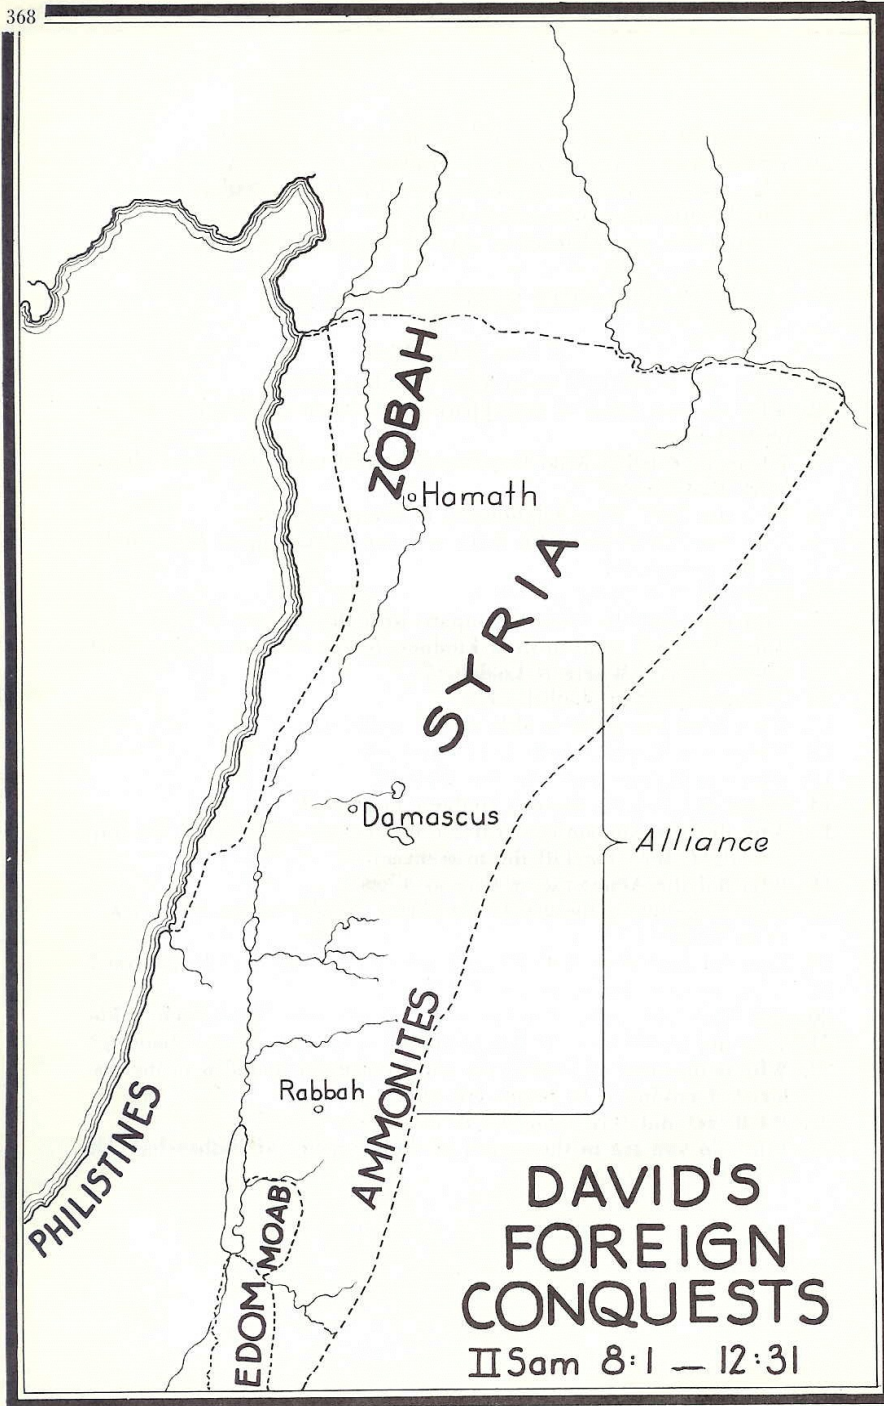 368
ZOBAH
Hamath
SYRIA
Damascus
Alliance
AMMONITES
Rabbah
PHILISTINES
MOAB
EDOM
DAVID'S
FOREIGN
CONQUESTS
II Sam 8:1 — 12:31